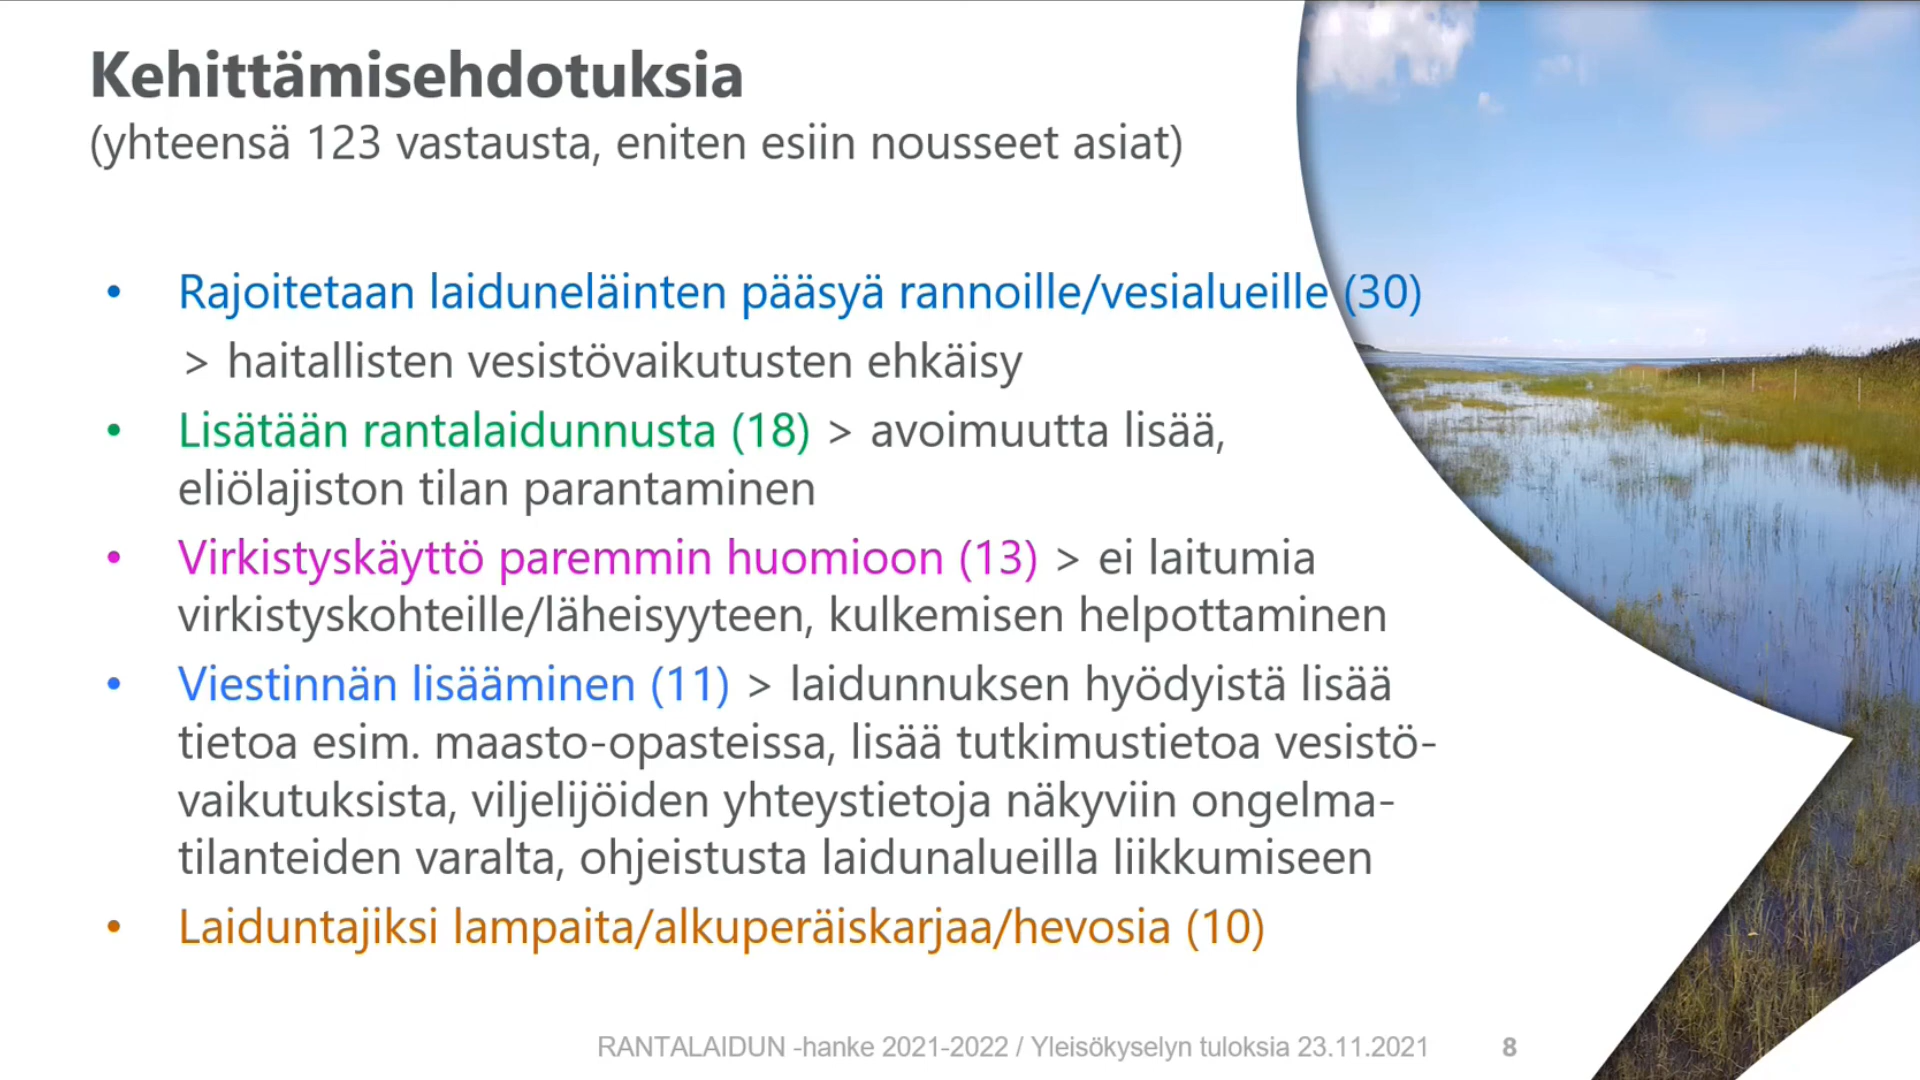 Kehittämisehdotuksia
(yhteensä 123 vastausta, eniten esiin nousseet asiat)
• Rajoitetaan laiduneläinten pääsyä rannoille/vesialueille (30)
> haitallisten vesistövaikutusten ehkäisy
• Lisätään rantalaidunnusta (18) > avoimuutta lisää,
eliölajiston tilan parantaminen
• Virkistyskäyttö paremmin huomioon (13) > ei laitumia
virkistyskohteille/läheisyyteen, kulkemisen helpottaminen
• Viestinnän lisääminen (11) > laidunnuksen hyödyistä lisää
tietoa esim. maasto-opasteissa, lisää tutkimustietoa vesistö-
vaikutuksista, viljelijöiden yhteystietoja näkyviin ongelma-
tilanteiden varalta, ohjeistusta laidunalueilla liikkumiseen
• Laiduntajiksi lampaita/alkuperäiskarjaa/hevosia (10)
RANTALAIDUN -hanke 2021-2022 / Yleisökyselyn tuloksia 23.11.2021 8